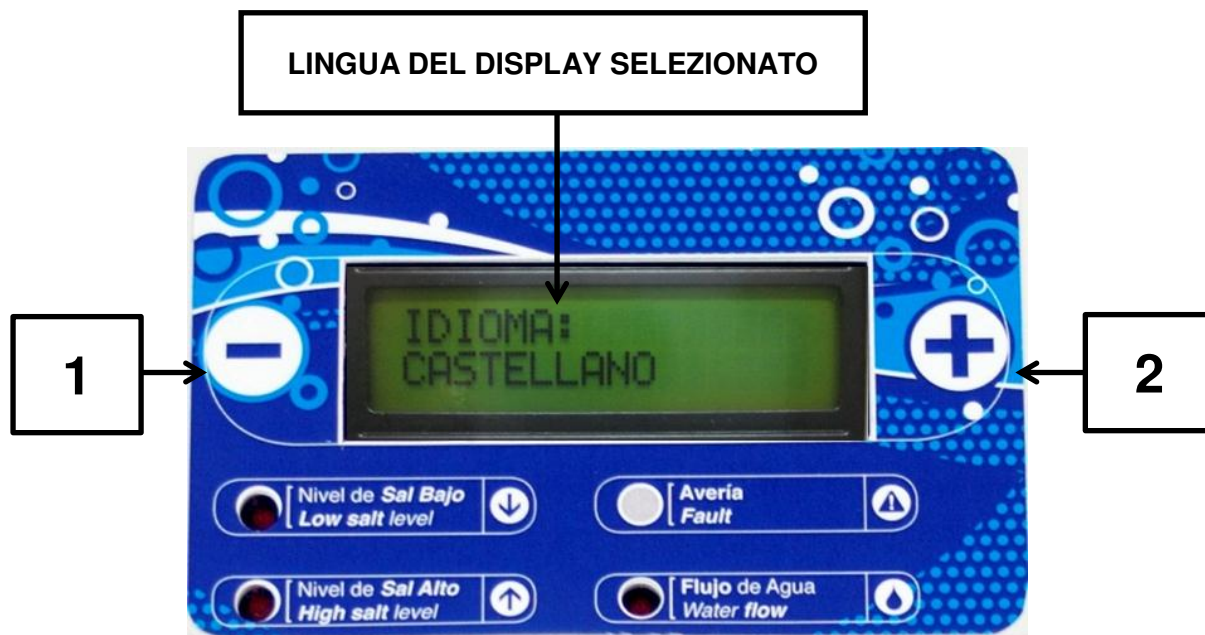 LINGUA DEL DISPLAY SELEZIONATO
1
IDIOMA:
CASTELLANO
2
Nivel de Sal Bajo
Low salt level
Avería
Fault
Nivel de Sal Alto
High salt level
Flujo de Agua
Water flow